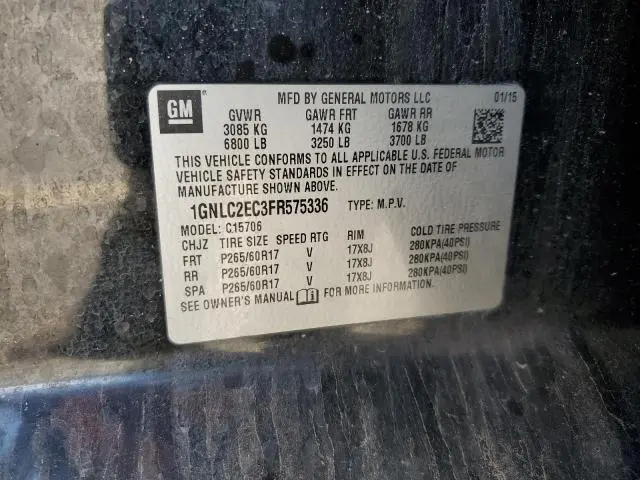 GM
MFD BY GENERAL MOTORS LLC 01/15
GVWR GAWR FRT GAWR RR
3085 KG 1474 KG 1678 KG
6800 LB 3250 LB 3700 LB
THIS VEHICLE CONFORMS TO ALL APPLICABLE U.S. FEDERAL MOTOR
VEHICLE SAFETY STANDARDS IN EFFECT ON THE DATE OF
MANUFACTURE SHOWN ABOVE.
1GNLC2EC3FR575336 TYPE: M.P.V.
MODEL: C15706
CHJZ TIRE SIZE SPEED RTG RIM COLD TIRE PRESSURE
FRT P265/60R17 V 17X8J 280KPA(40PSI)
RR P265/60R17 V 17X8J 280KPA(40PSI)
SPA P265/60R17 V 17X8J 280KPA(40PSI)
SEE OWNER'S MANUAL FOR MORE INFORMATION.